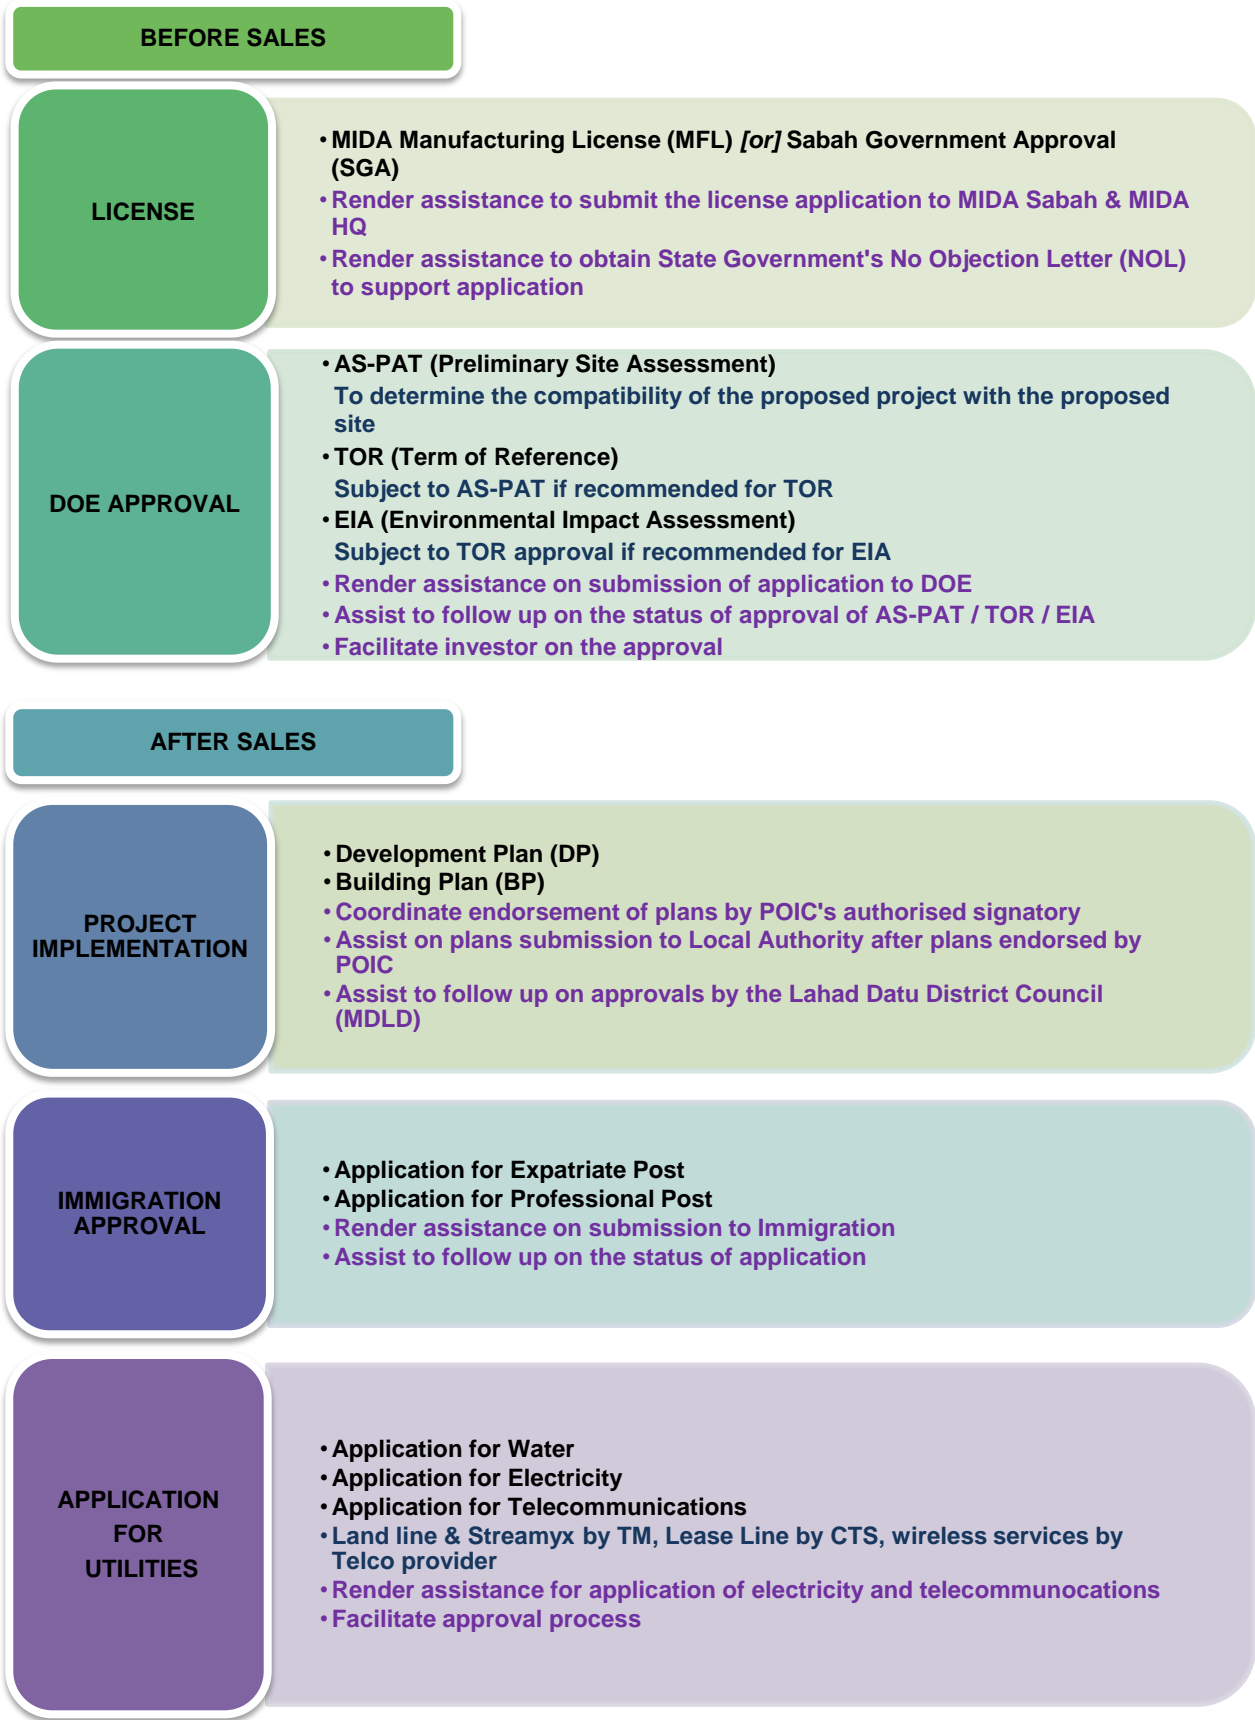 BEFORE SALES
LICENSE
• MIDA Manufacturing License (MFL) [or] Sabah Government Approval
(SGA)
• Render assistance to submit the license application to MIDA Sabah & MIDA
HQ
• Render assistance to obtain State Government's No Objection Letter (NOL)
to support application
DOE APPROVAL
• AS-PAT (Preliminary Site Assessment)
To determine the compatibility of the proposed project with the proposed
site
• TOR (Term of Reference)
Subject to AS-PAT if recommended for TOR
• EIA (Environmental Impact Assessment)
Subject to TOR approval if recommended for EIA
• Render assistance on submission of application to DOE
• Assist to follow up on the status of approval of AS-PAT / TOR / EIA
• Facilitate investor on the approval
AFTER SALES
PROJECT
IMPLEMENTATION
• Development Plan (DP)
• Building Plan (BP)
• Coordinate endorsement of plans by POIC's authorised signatory
• Assist on plans submission to Local Authority after plans endorsed by
POIC
• Assist to follow up on approvals by the Lahad Datu District Council
(MDLD)
IMMIGRATION
APPROVAL
• Application for Expatriate Post
• Application for Professional Post
• Render assistance on submission to Immigration
• Assist to follow up on the status of application
APPLICATION
FOR
UTILITIES
• Application for Water
• Application for Electricity
• Application for Telecommunications
• Land line & Streamyx by TM, Lease Line by CTS, wireless services by
Telco provider
• Render assistance for application of electricity and telecommunocations
• Facilitate approval process